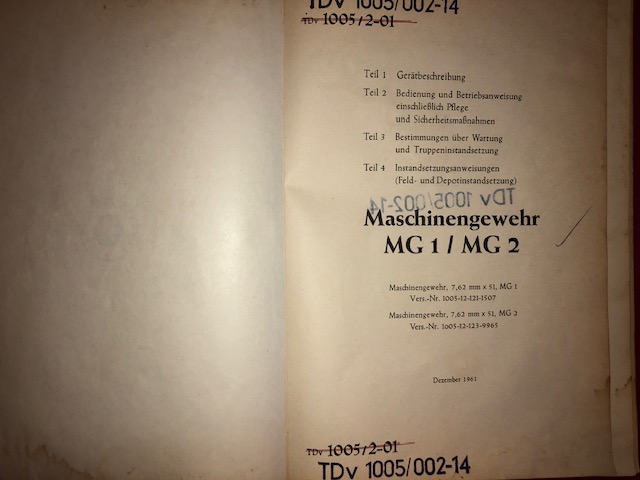 TDv 1005/002-14
TDv 1005/2-01
Teil 1 Gerätbeschreibung
Teil 2 Bedienung und Betriebsanweisung
einschließlich Pflege
und Sicherheitsmaßnahmen
Teil 3 Bestimmungen über Wartung
und Truppeninstandsetzung
Teil 4 Instandsetzungsanweisungen
(Feld- und Depotinstandsetzung)
TDv 1005/002-14
Maschinengewehr
MG 1 / MG 2
Maschinengewehr, 7,62 mm x 51, MG 1
Vers.-Nr. 1005-12-121-1507
Maschinengewehr, 7,62 mm x 51, MG 2
Vers.-Nr. 1005-12-123-9965
Dezember 1961
TDv 1005/2-01
TDv 1005/002-14